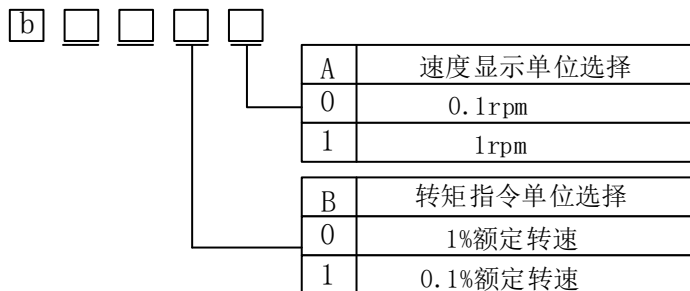 b
A 速度显示单位选择
0 0.1rpm
1 1rpm
B 转矩指令单位选择
0 1%额定转速
1 0.1%额定转速